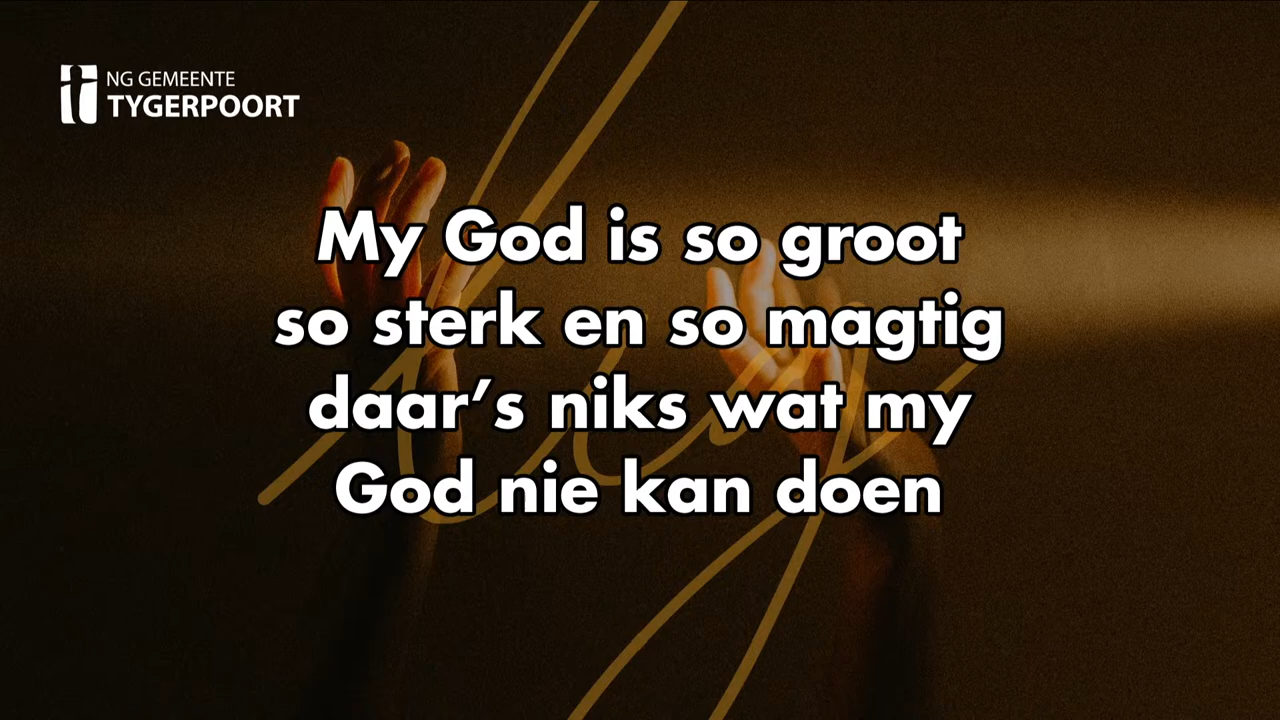 NG GEMEENTE
TYGERPOORT
My God is so groot
so sterk en so magtig
daar’s niks wat my
God nie kan doen